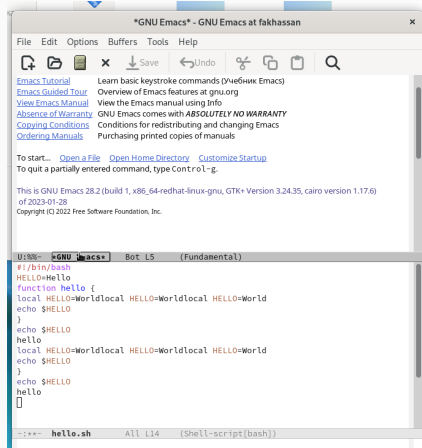 *GNU Emacs* - GNU Emacs at fakhassan
File Edit Options Buffers Tools Help
Save Undo
Emacs Tutorial Learn basic keystroke commands (Учебник Emacs)
Emacs Guided Tour Overview of Emacs features at gnu.org
View Emacs Manual View the Emacs manual using Info
Absence of Warranty GNU Emacs comes with ABSOLUTELY NO WARRANTY
Copying Conditions Conditions for redistributing and changing Emacs
Ordering Manuals Purchasing printed copies of manuals
To start... Open a File Open Home Directory Customize Startup
To quit a partially entered command, type Control-g.
This is GNU Emacs 28.2 (build 1, x86_64-redhat-linux-gnu, GTK+ Version 3.24.35, cairo version 1.17.6)
of 2023-01-28
Copyright (C) 2022 Free Software Foundation, Inc.
U:%%- *GNU Emacs* Bot L5 (Fundamental)
#!/bin/bash
HELLO=Hello
function hello {
local HELLO=Worldlocal HELLO=Worldlocal HELLO=World
echo $HELLO
}
echo $HELLO
hello
local HELLO=Worldlocal HELLO=Worldlocal HELLO=World
echo $HELLO
}
echo $HELLO
hello
-:**- hello.sh All L14 (Shell-script[bash])